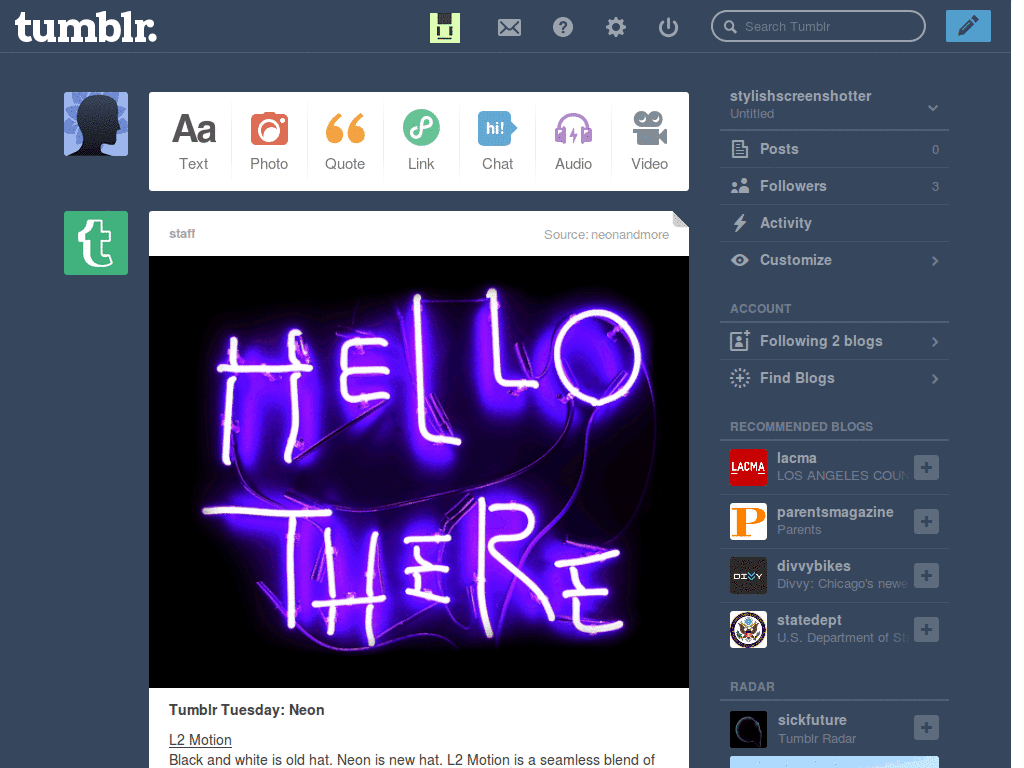 tumblr.
Search Tumblr
Aa
Text
Photo
Quote
Link
hi!
Chat
Audio
Video
t
staff
Source: neonandmore
HELLO
THERE
Tumblr Tuesday: Neon
L2 Motion
Black and white is old hat. Neon is new hat. L2 Motion is a seamless blend of
stylishscreenshotter
Untitled
Posts 0
Followers 3
Activity
Customize
ACCOUNT
Following 2 blogs
Find Blogs
RECOMMENDED BLOGS
LACMA
lacma
LOS ANGELES COUN
P
parentsmagazine
Parents
DIVVY
divvybikes
Divvy: Chicago's newe
statedept
U.S. Department of St
RADAR
sickfuture
Tumblr Radar